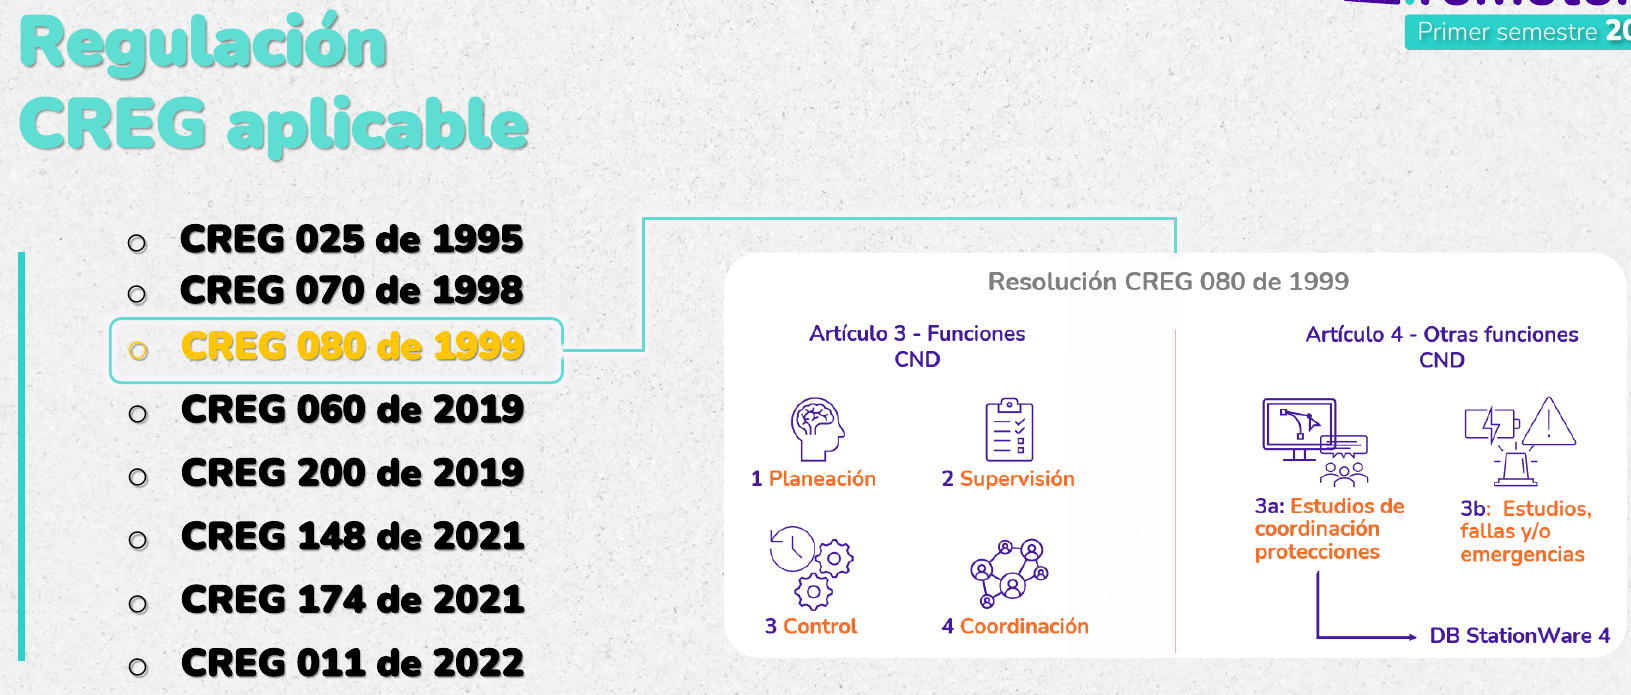 Regulación
CREG aplicable
Primer semestre
CREG 025 de 1995
CREG 070 de 1998
CREG 080 de 1999
CREG 060 de 2019
CREG 200 de 2019
CREG 148 de 2021
CREG 174 de 2021
CREG 011 de 2022
Resolución CREG 080 de 1999
Artículo 3 - Funciones
CND
1 Planeación
2 Supervisión
3 Control
4 Coordinación
Artículo 4 - Otras funciones
CND
3a: Estudios de
coordinación
protecciones
3b: Estudios,
fallas y/o
emergencias
DB StationWare 4